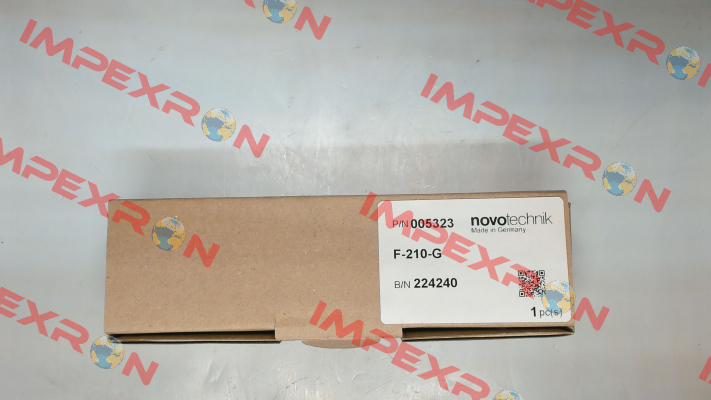 P/N 005323
novotechnik
Made in Germany
F-210-G
B/N 224240
1 pc(s)
IMPEXRON
IMPEXRON
IMPEXRON
IMPEXRON
IMPEXRON
IMPEXRON
IMPEXRON